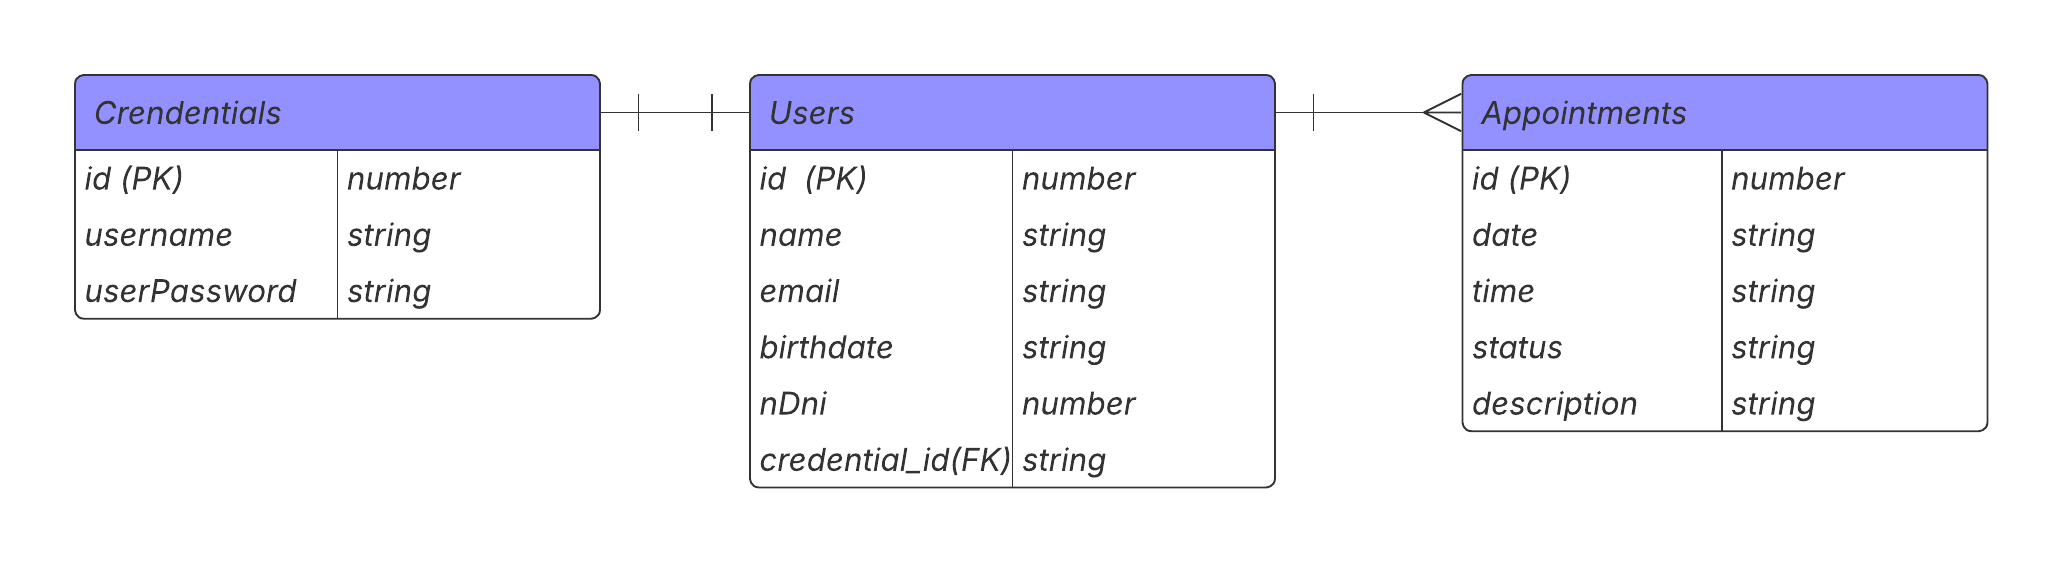 Crendentials
id (PK) number
username string
userPassword string
Users
id (PK) number
name string
email string
birthdate string
nDni number
credential_id(FK) string
Appointments
id (PK) number
date string
time string
status string
description string